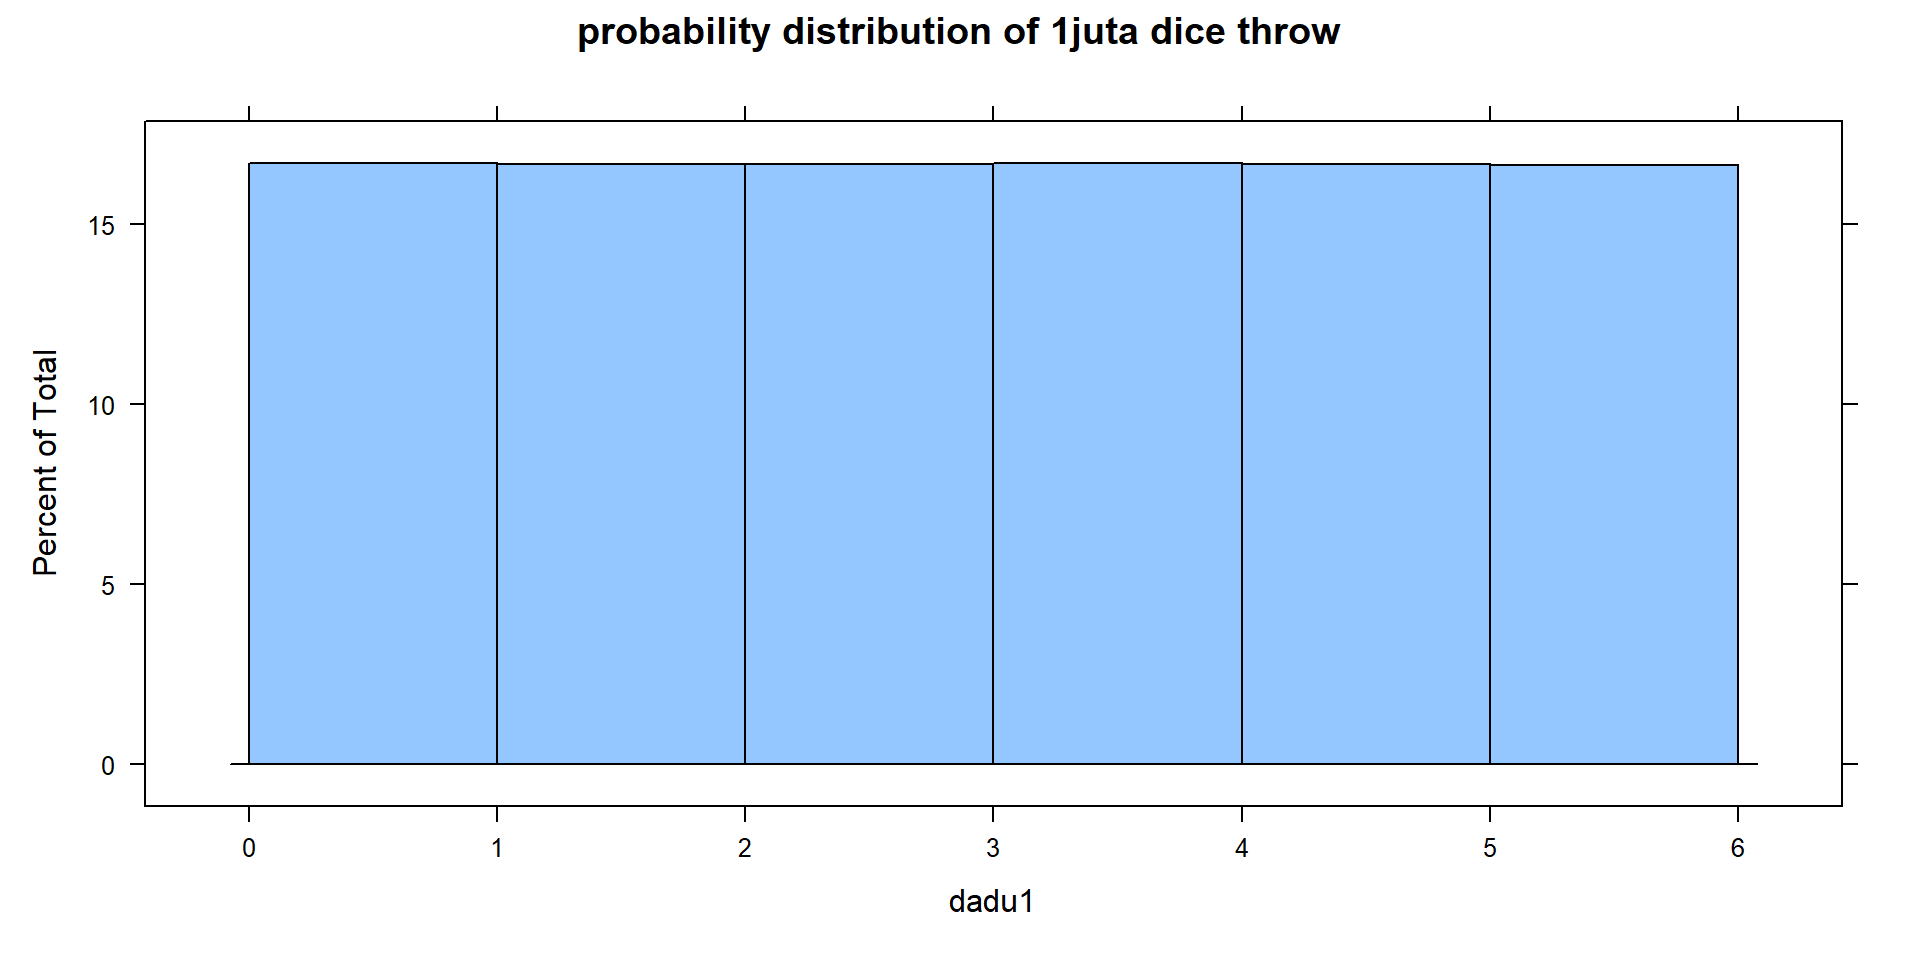 probability distribution of 1juta dice throw
15
10
5
0
Percent of Total
0 1 2 3 4 5 6
dadu1